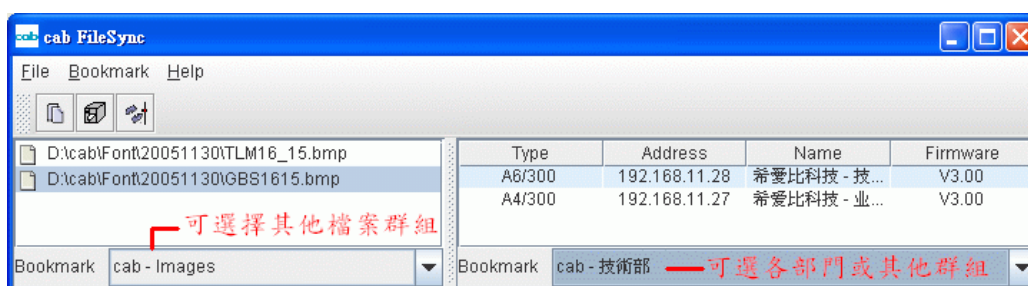 cab cab FileSync
File Bookmark Help
D:\cab\Font\20051130\TLM16_15.bmp
D:\cab\Font\20051130\GBS1615.bmp
可選擇其他檔案群組
Bookmark cab - Images
Type Address Name Firmware
A6/300 192.168.11.28 希愛比科技 - 技... V3.00
A4/300 192.168.11.27 希爱比科技 - 业... V3.00
Bookmark cab - 技術部 可選各部門或其他群組